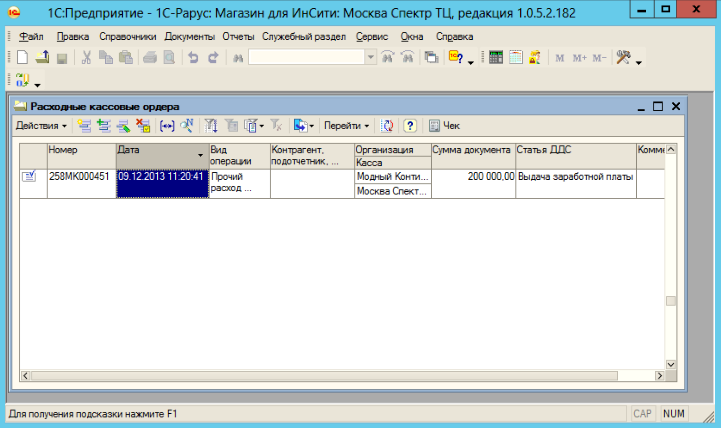 1С:Предприятие - 1С-Рарус: Магазин для ИнСити: Москва Спектр ТЦ, редакция 1.0.5.2.182
Файл Правка Справочники Документы Отчеты Служебный раздел Сервис Окна Справка
M M+ M-
Расходные кассовые ордера
Действия Перейти Чек
Номер Дата Вид операции Контрагент, подотчетник, ... Организация Касса Сумма документа Статья ДДС Комме
258МК000451 09.12.2013 11:20:41 Прочий расход ... Модный Конти... Москва Спект... 200 000,00 Выдача заработной платы
Для получения подсказки нажмите F1
CAP NUM